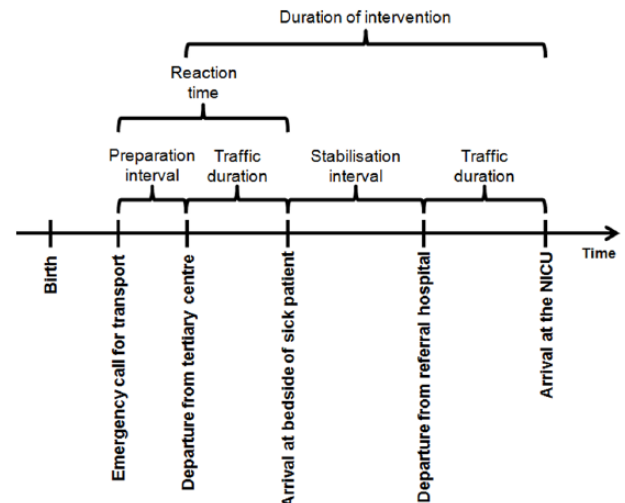 Duration of intervention
Reaction
time
Preparation
interval
Traffic
duration
Stabilisation
interval
Traffic
duration
Time
Birth
Emergency call for transport
Departure from tertiary centre
Arrival at bedside of sick patient
Departure from referral hospital
Arrival at the NICU